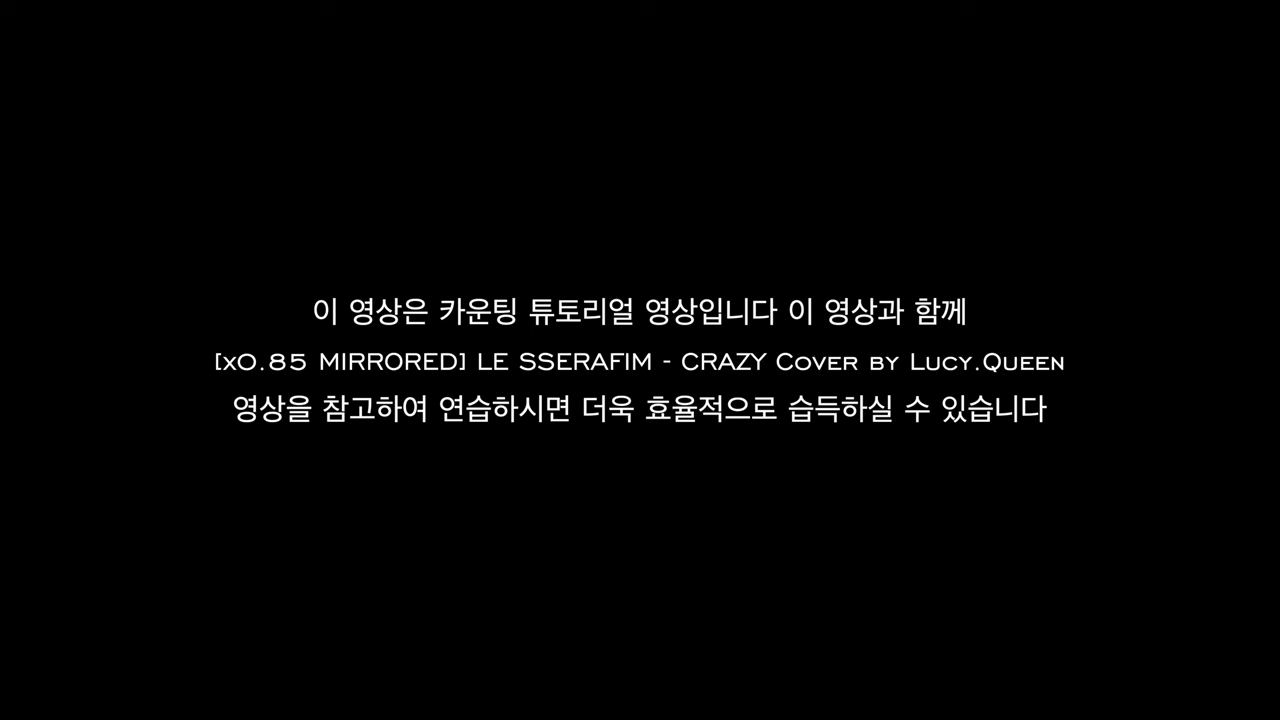 이 영상은 카운팅 튜토리얼 영상입니다 이 영상과 함께
[x0.85 MIRRORED] LE SSERAFIM - CRAZY Cover by Lucy.Queen
영상을 참고하여 연습하시면 더욱 효율적으로 습득하실 수 있습니다